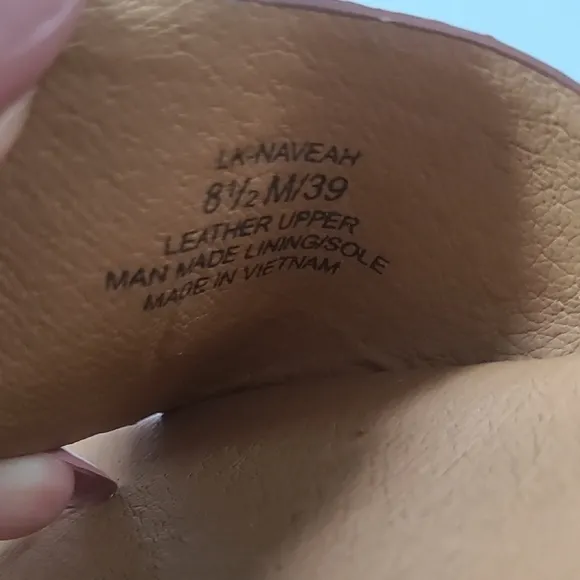 LK-NAVEAH
8½ M/39
LEATHER UPPER
MAN MADE LINING/SOLE
MADE IN VIETNAM